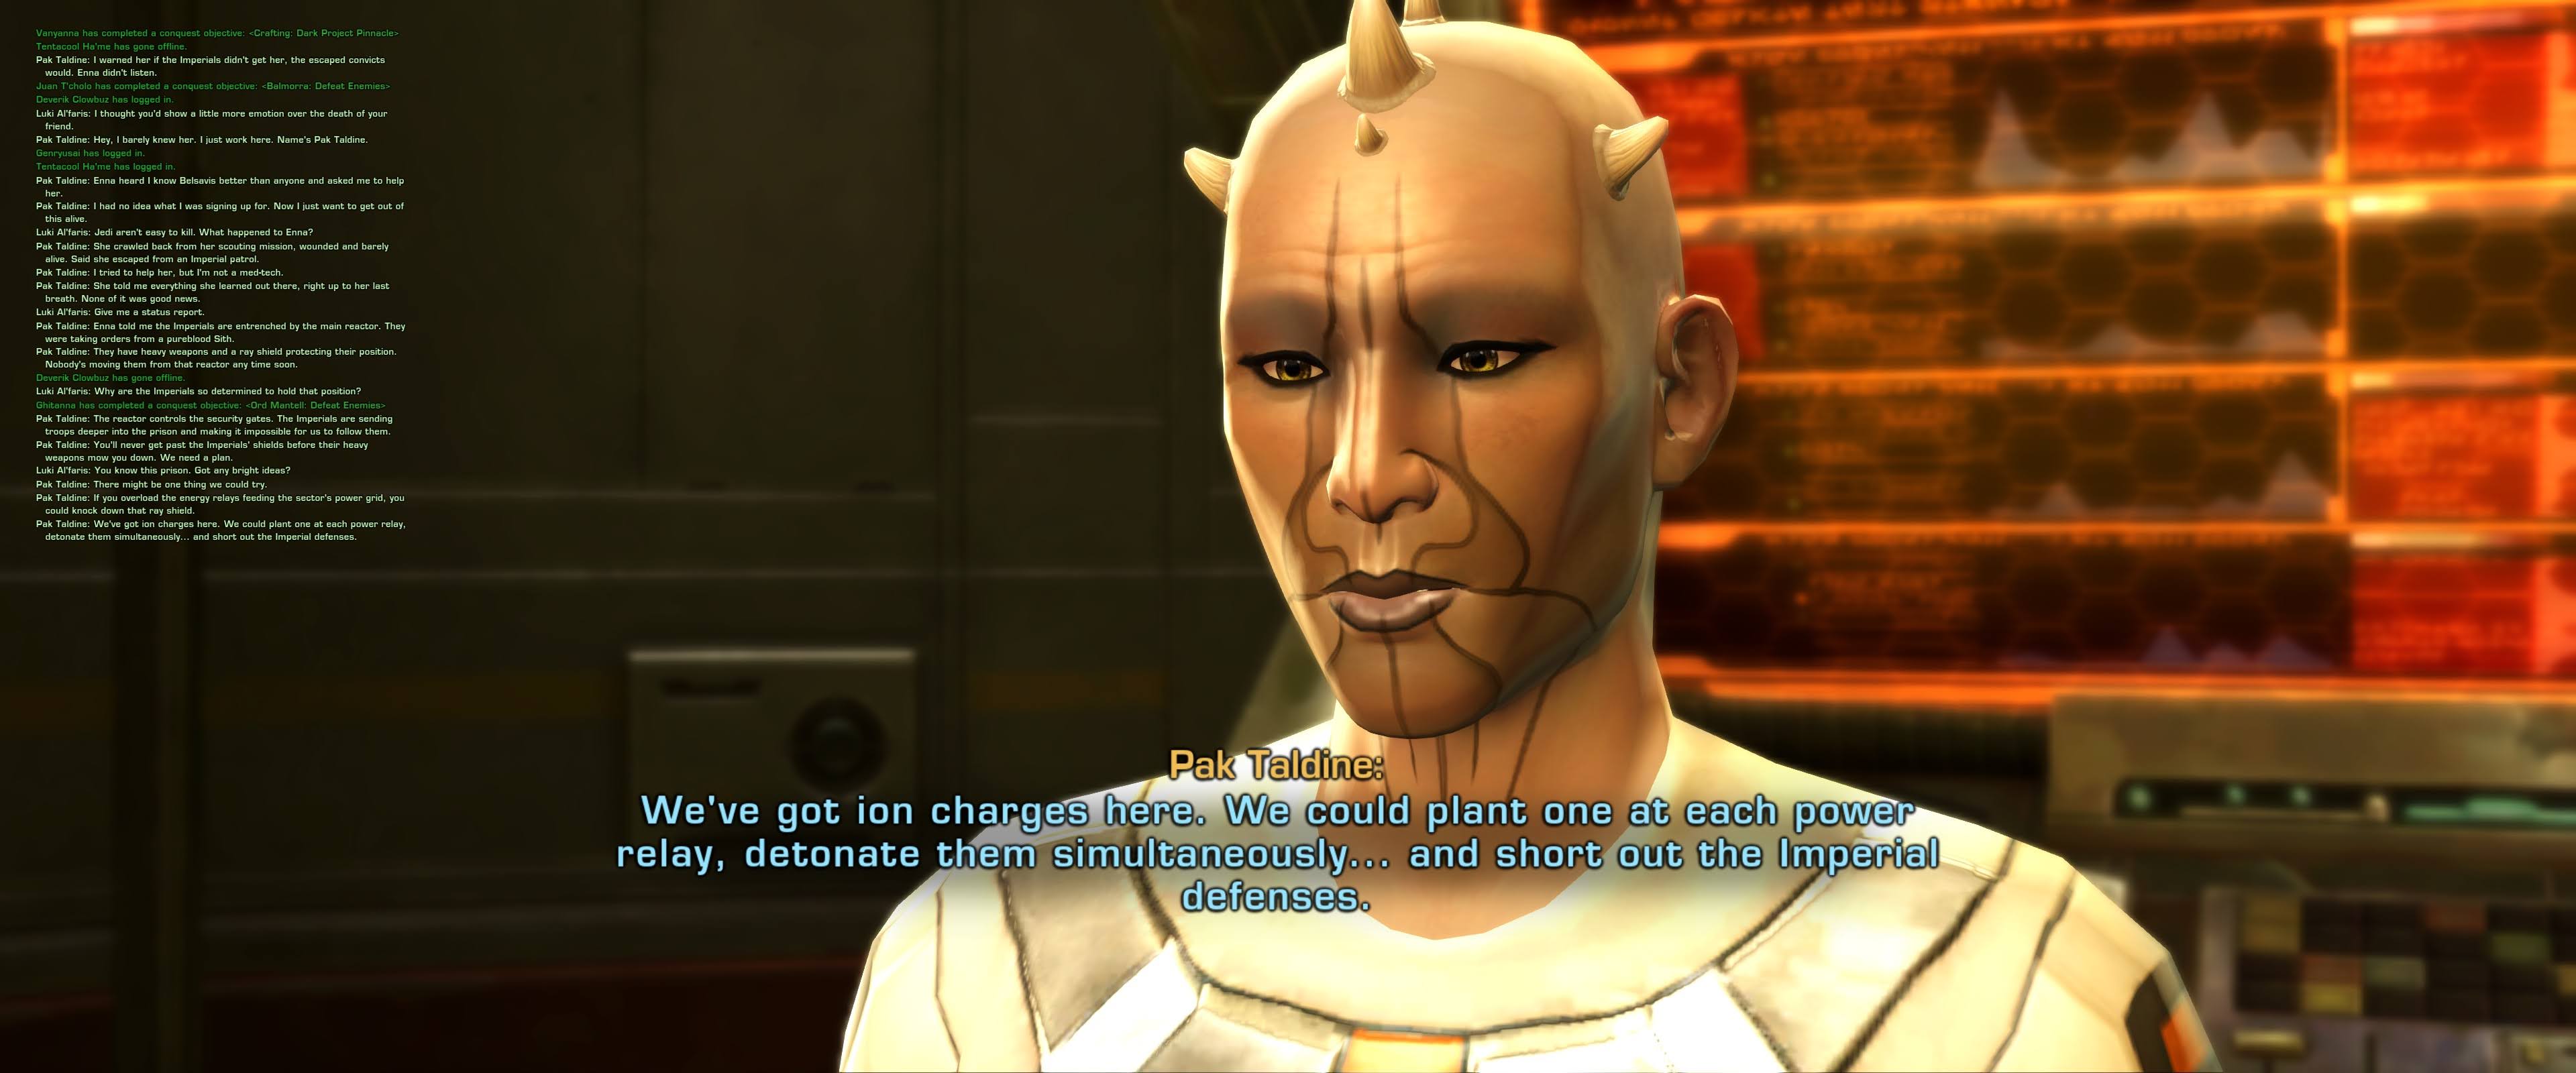 Vanyanna has completed a conquest objective: <Crafting: Dark Project Pinnacle>
Tentacool Ha'me has gone offline.
Pak Taldine: I warned her if the Imperials didn't get her, the escaped convicts
would. Enna didn't listen.
Juan T'cholo has completed a conquest objective: <Balmorra: Defeat Enemies>
Deverik Clowbuz has logged in.
Luki Al'faris: I thought you'd show a little more emotion over the death of your
friend.
Pak Taldine: Hey, I barely knew her. I just work here. Name's Pak Taldine.
Genryusai has logged in.
Tentacool Ha'me has logged in.
Pak Taldine: Enna heard I know Belsavis better than anyone and asked me to help
her.
Pak Taldine: I had no idea what I was signing up for. Now I just want to get out of
this alive.
Luki Al'faris: Jedi aren't easy to kill. What happened to Enna?
Pak Taldine: She crawled back from her scouting mission, wounded and barely
alive. Said she escaped from an Imperial patrol.
Pak Taldine: I tried to help her, but I'm not a med-tech.
Pak Taldine: She told me everything she learned out there, right up to her last
breath. None of it was good news.
Luki Al'faris: Give me a status report.
Pak Taldine: Enna told me the Imperials are entrenched by the main reactor. They
were taking orders from a pureblood Sith.
Pak Taldine: They have heavy weapons and a ray shield protecting their position.
Nobody's moving them from that reactor any time soon.
Deverik Clowbuz has gone offline.
Luki Al'faris: Why are the Imperials so determined to hold that position?
Ghitanna has completed a conquest objective: <Ord Mantell: Defeat Enemies>
Pak Taldine: The reactor controls the security gates. The Imperials are sending
troops deeper into the prison and making it impossible for us to follow them.
Pak Taldine: You'll never get past the Imperials' shields before their heavy
weapons mow you down. We need a plan.
Luki Al'faris: You know this prison. Got any bright ideas?
Pak Taldine: There might be one thing we could try.
Pak Taldine: If you overload the energy relays feeding the sector's power grid, you
could knock down that ray shield.
Pak Taldine: We've got ion charges here. We could plant one at each power relay,
detonate them simultaneously... and short out the Imperial defenses.
Pak Taldine:
We've got ion charges here. We could plant one at each power
relay, detonate them simultaneously... and short out the Imperial
defenses.